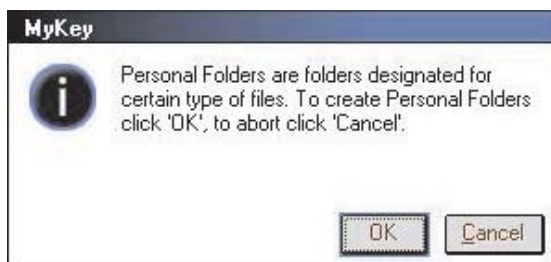 MyKey
Personal Folders are folders designated for
certain type of files. To create Personal Folders
click 'OK', to abort click 'Cancel'.
OK Cancel